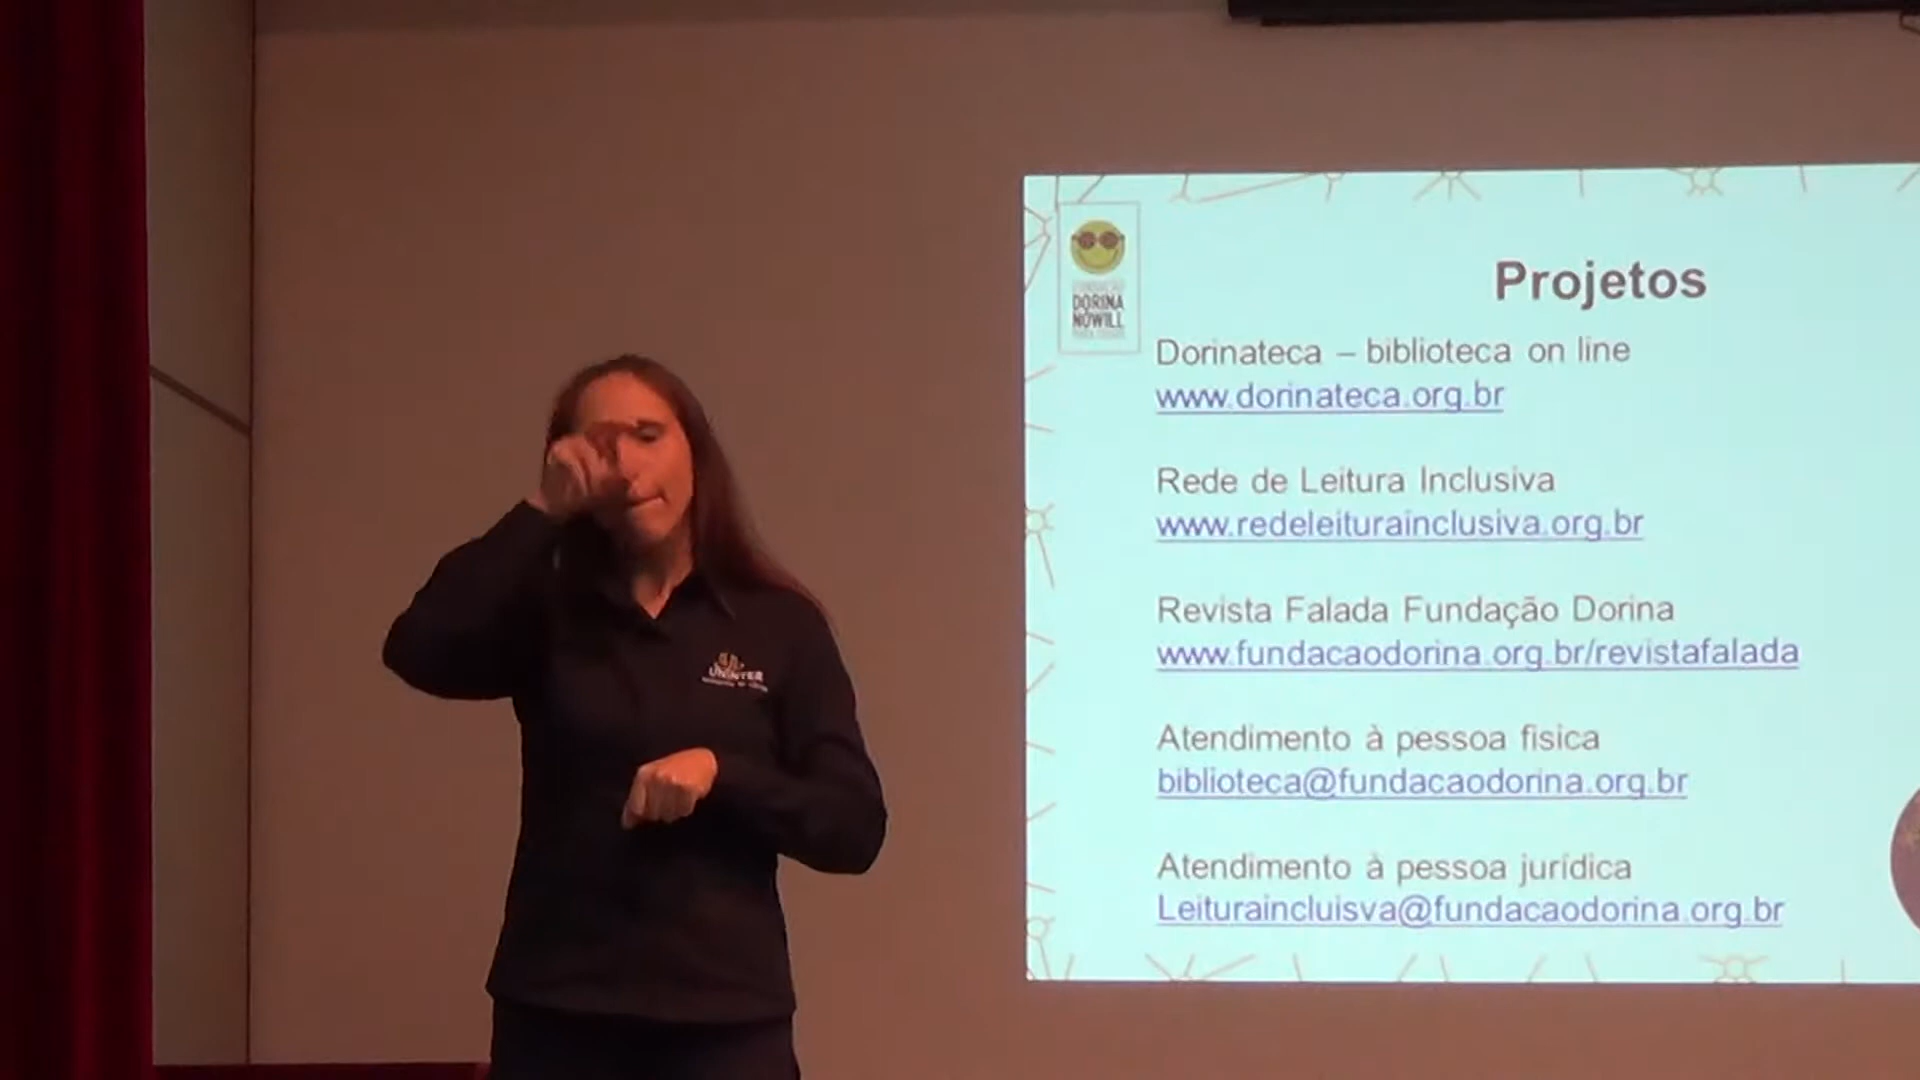 DORINA
NOWILL
Projetos
Dorinateca – biblioteca on line
www.dorinateca.org.br
Rede de Leitura Inclusiva
www.redeleiturainclusiva.org.br
Revista Falada Fundação Dorina
www.fundacaodorina.org.br/revistafalada
Atendimento à pessoa fisica
biblioteca@fundacaodorina.org.br
Atendimento à pessoa jurídica
Leituraincluisva@fundacaodorina.org.br
UNINTER